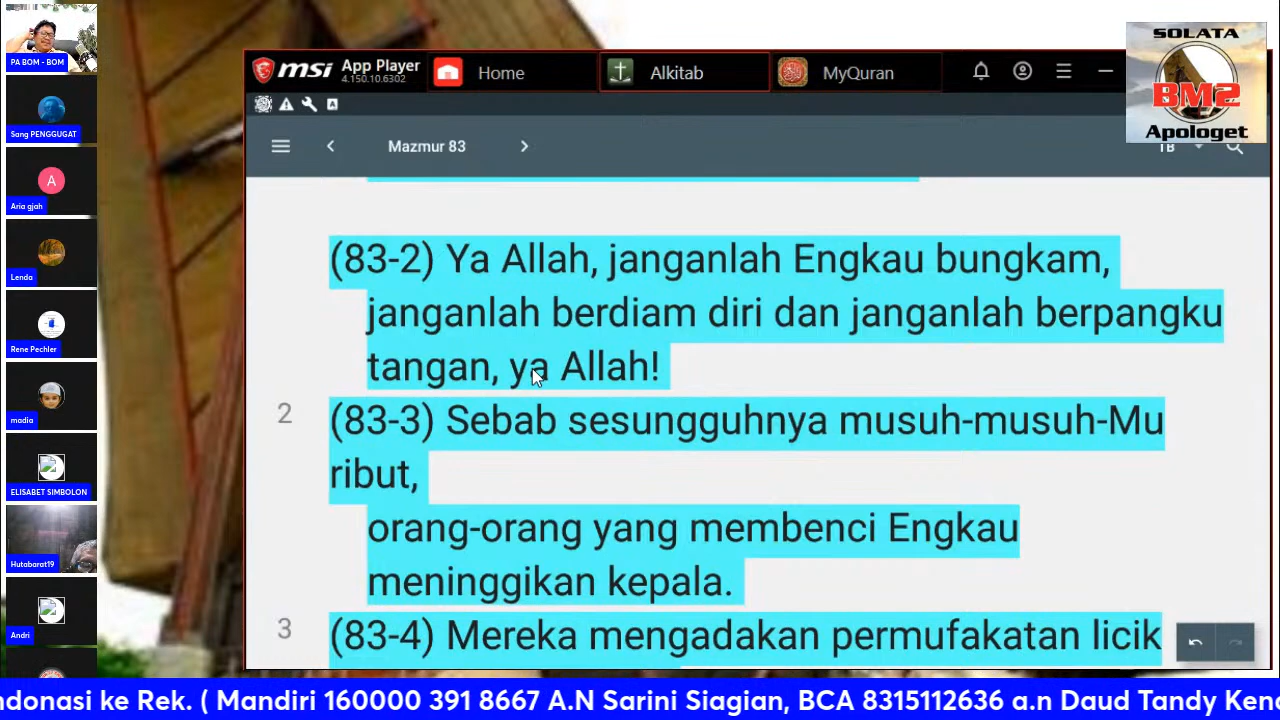 PA BOM - BOM
Sang PENGGUGAT
A
Aria gjah
Lenda
Rene Pechler
madia
ELISABET SIMBOLON
Hutabarat19
Andri
msi App Player
4.150.10.6302
Home
Alkitab
MyQuran
SOLATA
BM2
Apologet
Mazmur 83
TB
(83-2) Ya Allah, janganlah Engkau bungkam,
janganlah berdiam diri dan janganlah berpangku
tangan, ya Allah!
2 (83-3) Sebab sesungguhnya musuh-musuh-Mu
ribut,
orang-orang yang membenci Engkau
meninggikan kepala.
3 (83-4) Mereka mengadakan permufakatan licik
ndonasi ke Rek. ( Mandiri 160000 391 8667 A.N Sarini Siagian, BCA 8315112636 a.n Daud Tandy Kend